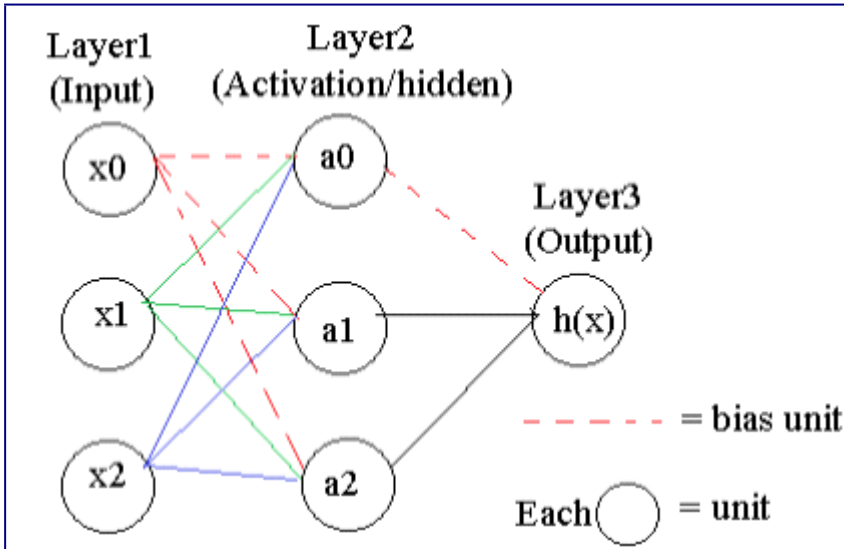 Layer1
(Input)
Layer2
(Activation/hidden)
x0
a0
Layer3
(Output)
x1
a1
h(x)
x2
a2
= bias unit
Each
= unit